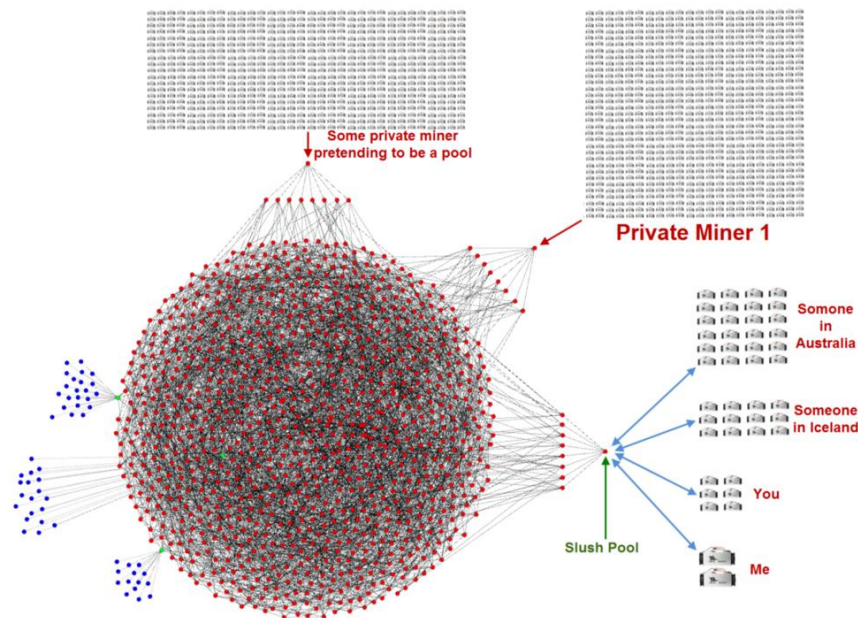 Some private miner
pretending to be a pool
Private Miner 1
Somone
in
Australia
Someone
in Iceland
You
Slush Pool
Me